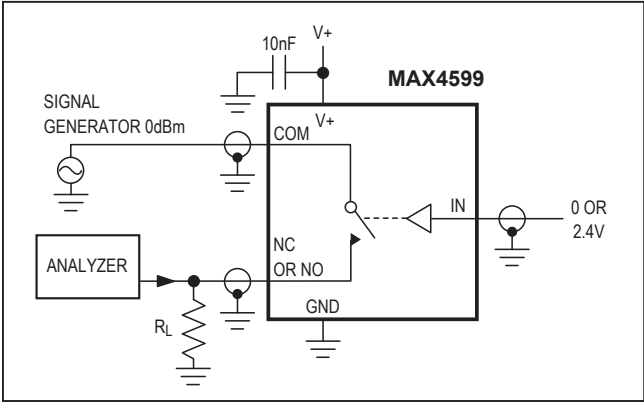 V+
10nF
MAX4599
SIGNAL
GENERATOR 0dBm
V+
COM
IN
0 OR
2.4V
NC
OR NO
ANALYZER
GND
RL